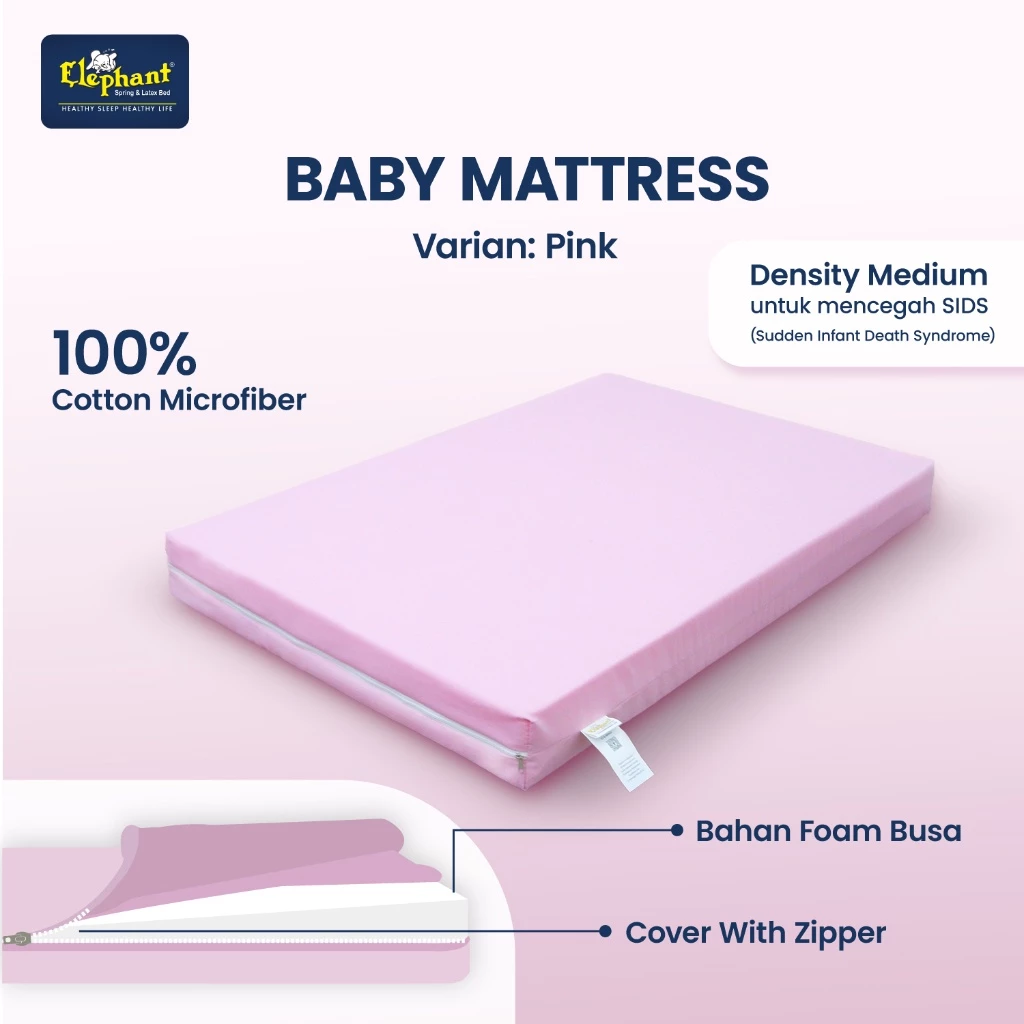 Elephant®
Spring & Latex Bed
HEALTHY SLEEP HEALTHY LIFE
BABY MATTRESS
Varian: Pink
Density Medium
untuk mencegah SIDS
(Sudden Infant Death Syndrome)
100%
Cotton Microfiber
Elephant
Bahan Foam Busa
Cover With Zipper